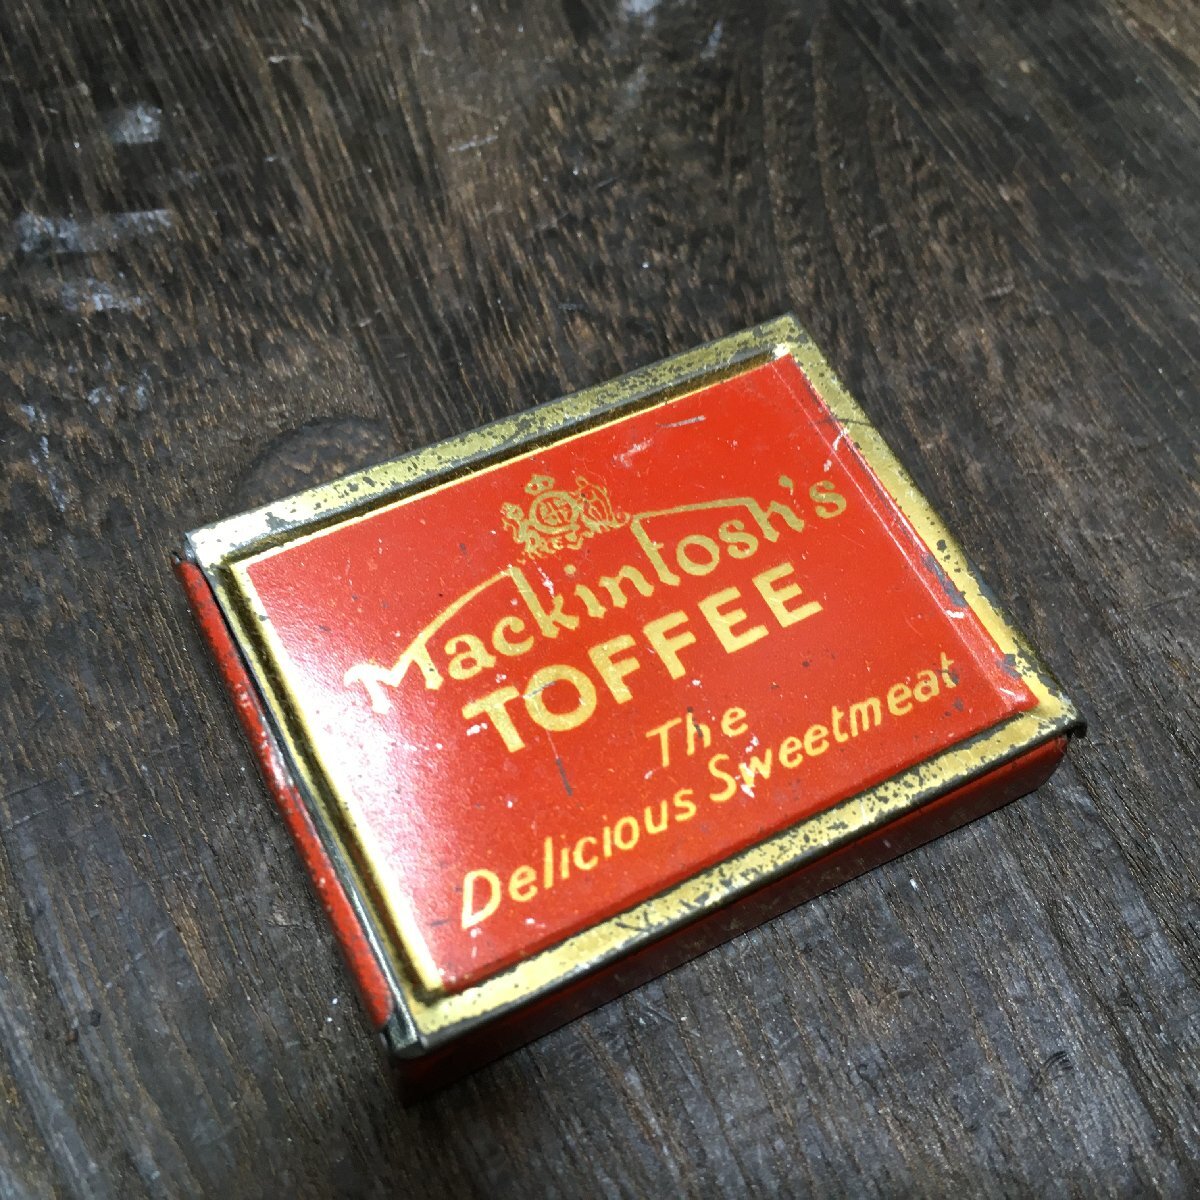 Mackintosh's
TOFFEE
The
Delicious Sweetmeat